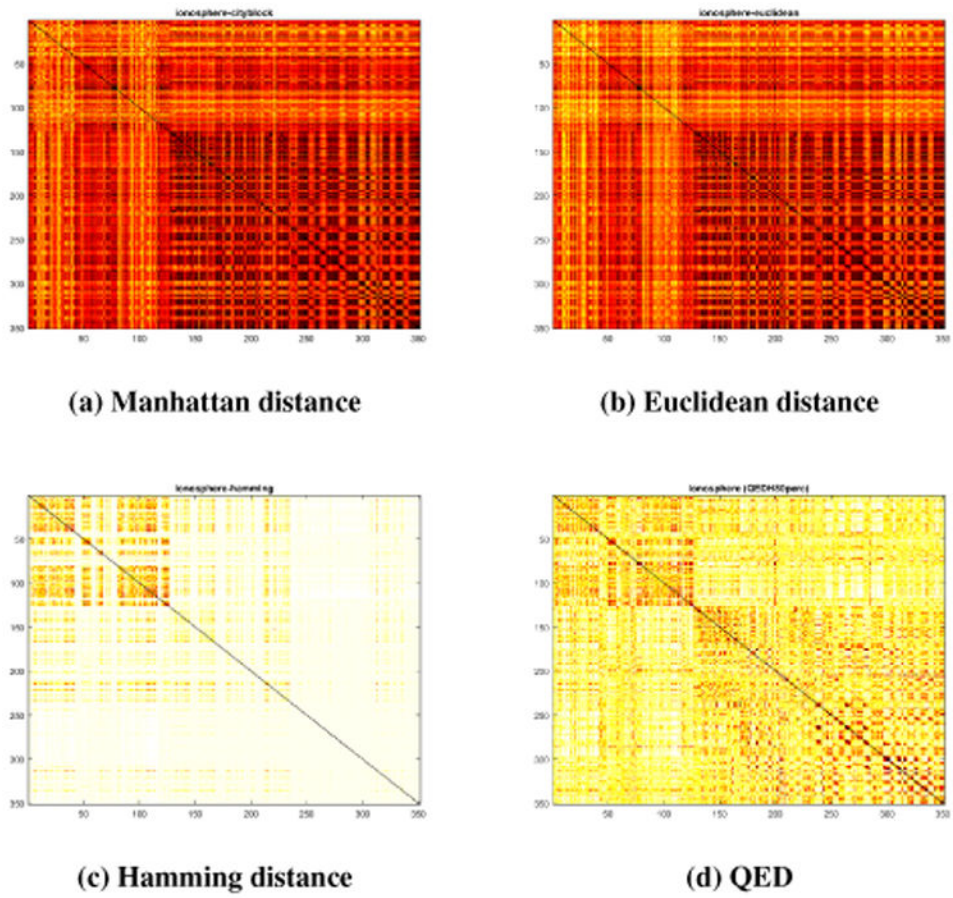 ionosphere-cityblock
50
100
150
200
250
300
350
50 100 150 200 250 300 350
(a) Manhattan distance
ionosphere-euclidean
50
100
150
200
250
300
350
50 100 150 200 250 300 350
(b) Euclidean distance
ionosphere-hamming
50
100
150
200
250
300
350
50 100 150 200 250 300 350
(c) Hamming distance
ionosphere
50
100
150
200
250
300
350
50 100 150 200 250 300 350
(d) QED